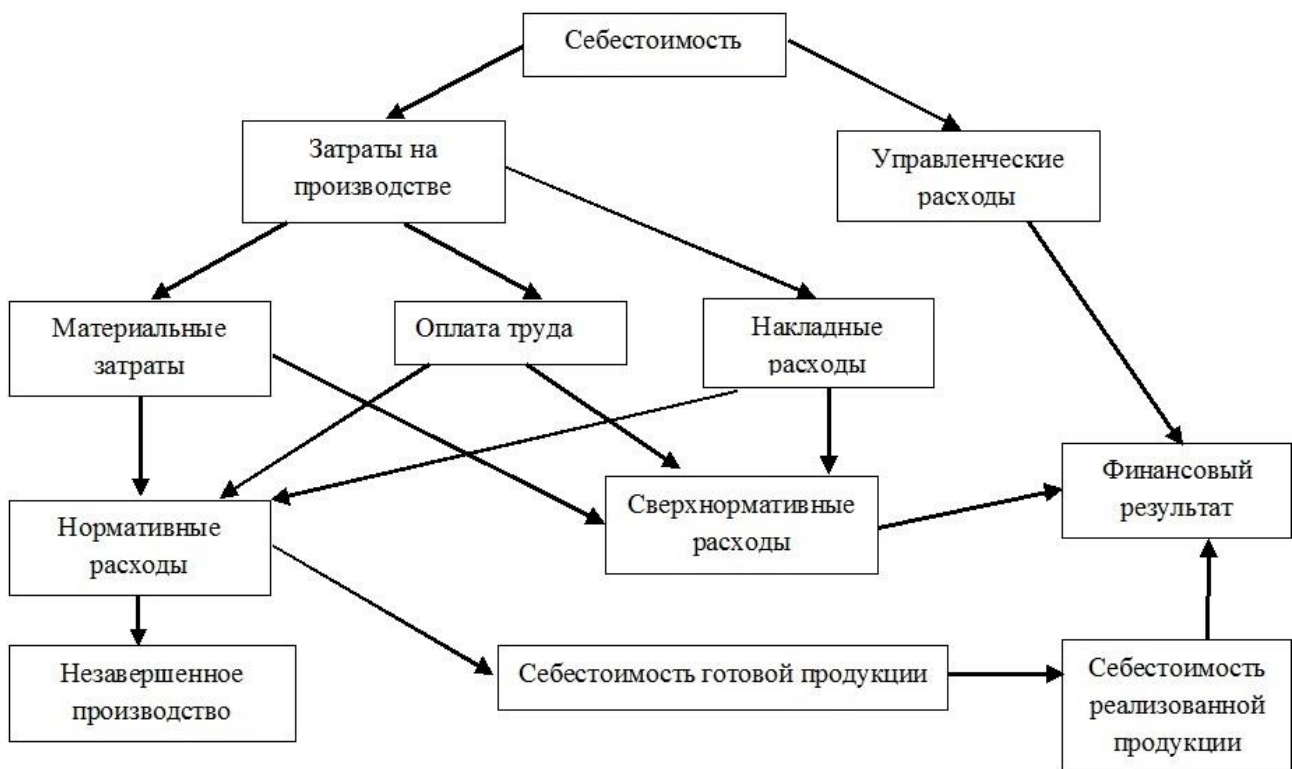 Себестоимость
Затраты на
производстве
Управленческие
расходы
Материальные
затраты
Оплата труда
Накладные
расходы
Нормативные
расходы
Сверхнормативные
расходы
Финансовый
результат
Незавершенное
производство
Себестоимость готовой продукции
Себестоимость
реализованной
продукции